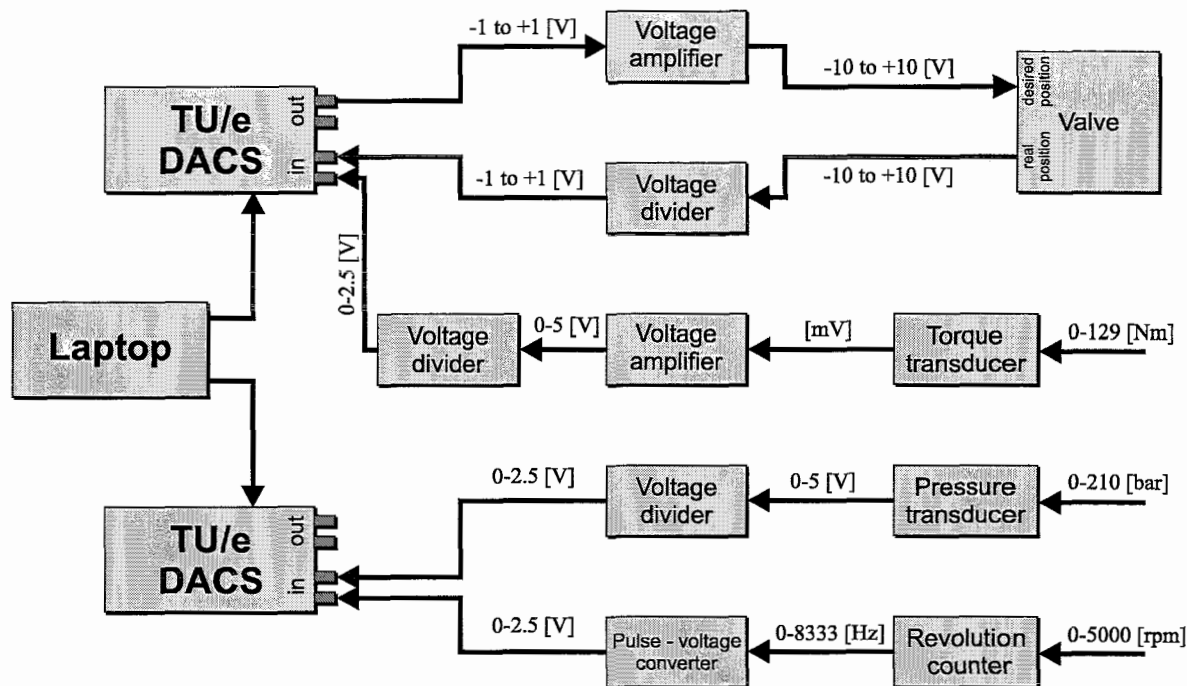 -1 to +1 [V]
Voltage
amplifier
-10 to +10 [V]
desired
position
Valve
real
position
TU/e
DACS
out
in
-1 to +1 [V]
Voltage
divider
-10 to +10 [V]
0-2.5 [V]
Laptop
Voltage
divider
0-5 [V]
Voltage
amplifier
[mV]
Torque
transducer
0-129 [Nm]
0-2.5 [V]
Voltage
divider
0-5 [V]
Pressure
transducer
0-210 [bar]
TU/e
DACS
out
in
0-2.5 [V]
Pulse - voltage
converter
0-8333 [Hz]
Revolution
counter
0-5000 [rpm]